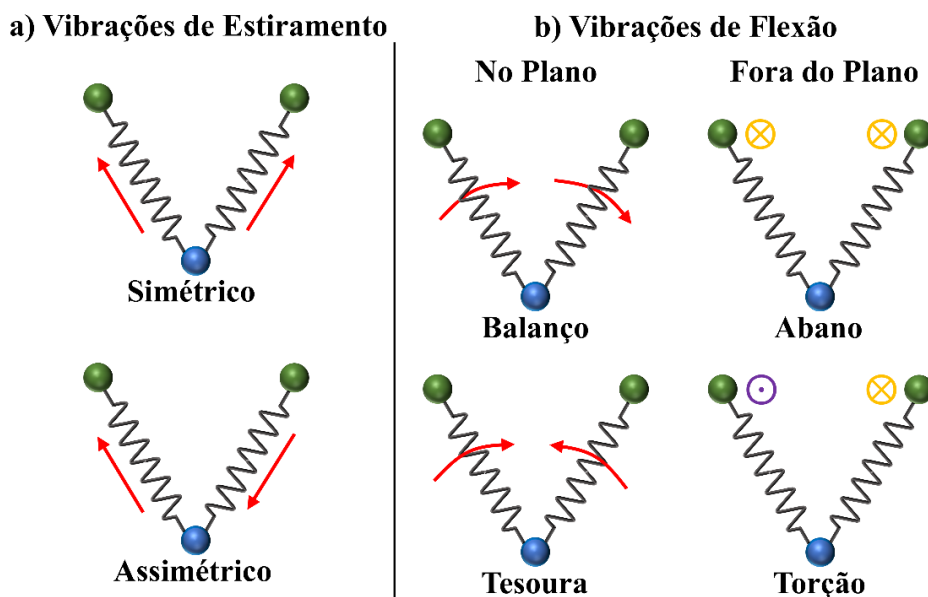 a) Vibrações de Estiramento
b) Vibrações de Flexão
No Plano
Fora do Plano
Simétrico
Balanço
Abano
Assimétrico
Tesoura
Torção